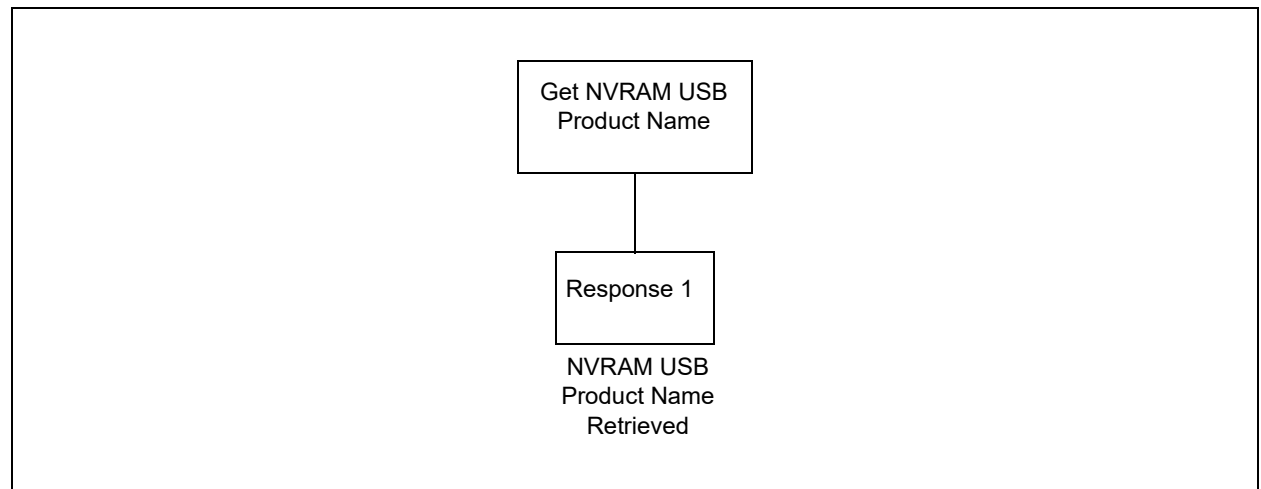 Get NVRAM USB
Product Name
Response 1
NVRAM USB
Product Name
Retrieved